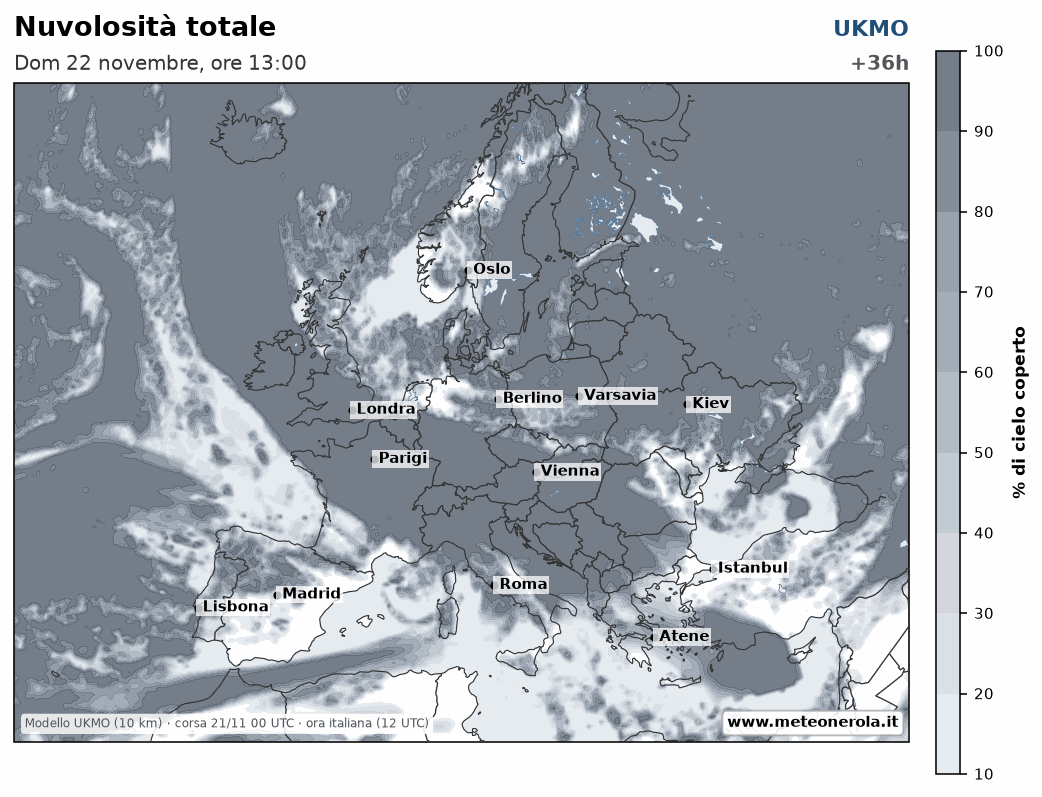 Nuvolosità totale
UKMO
Dom 22 novembre, ore 13:00
+36h
100
90
80
70
60
50
40
30
20
10
% di cielo coperto
Oslo
Londra
Berlino
Varsavia
Kiev
Parigi
Vienna
Istanbul
Roma
Madrid
Lisbona
Atene
Modello UKMO (10 km) · corsa 21/11 00 UTC · ora italiana (12 UTC)
www.meteonerola.it